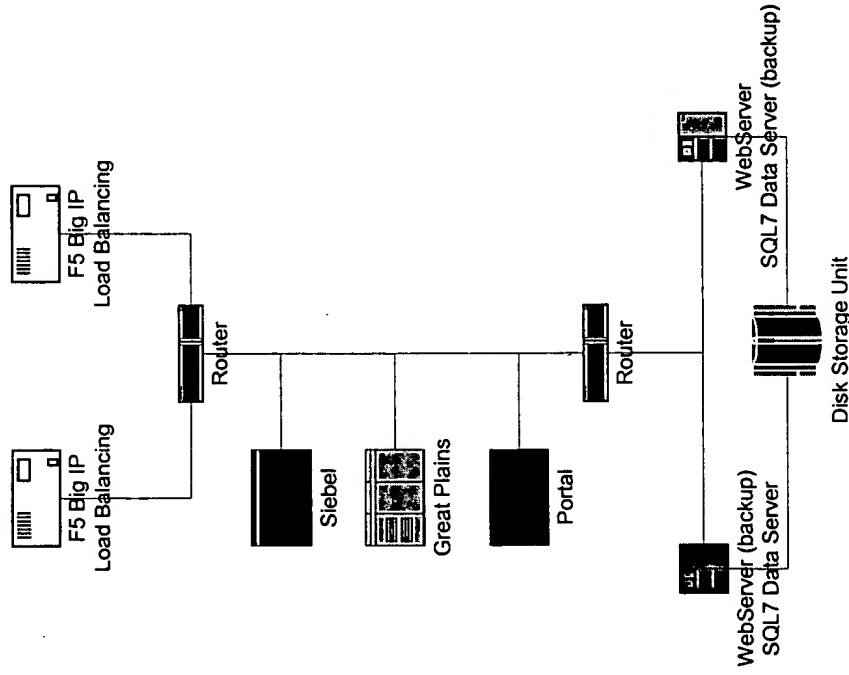 F5 Big IP
Load Balancing
F5 Big IP
Load Balancing
Router
Siebel
Great Plains
Portal
Router
WebServer (backup)
SQL7 Data Server
WebServer
SQL7 Data Server (backup)
Disk Storage Unit